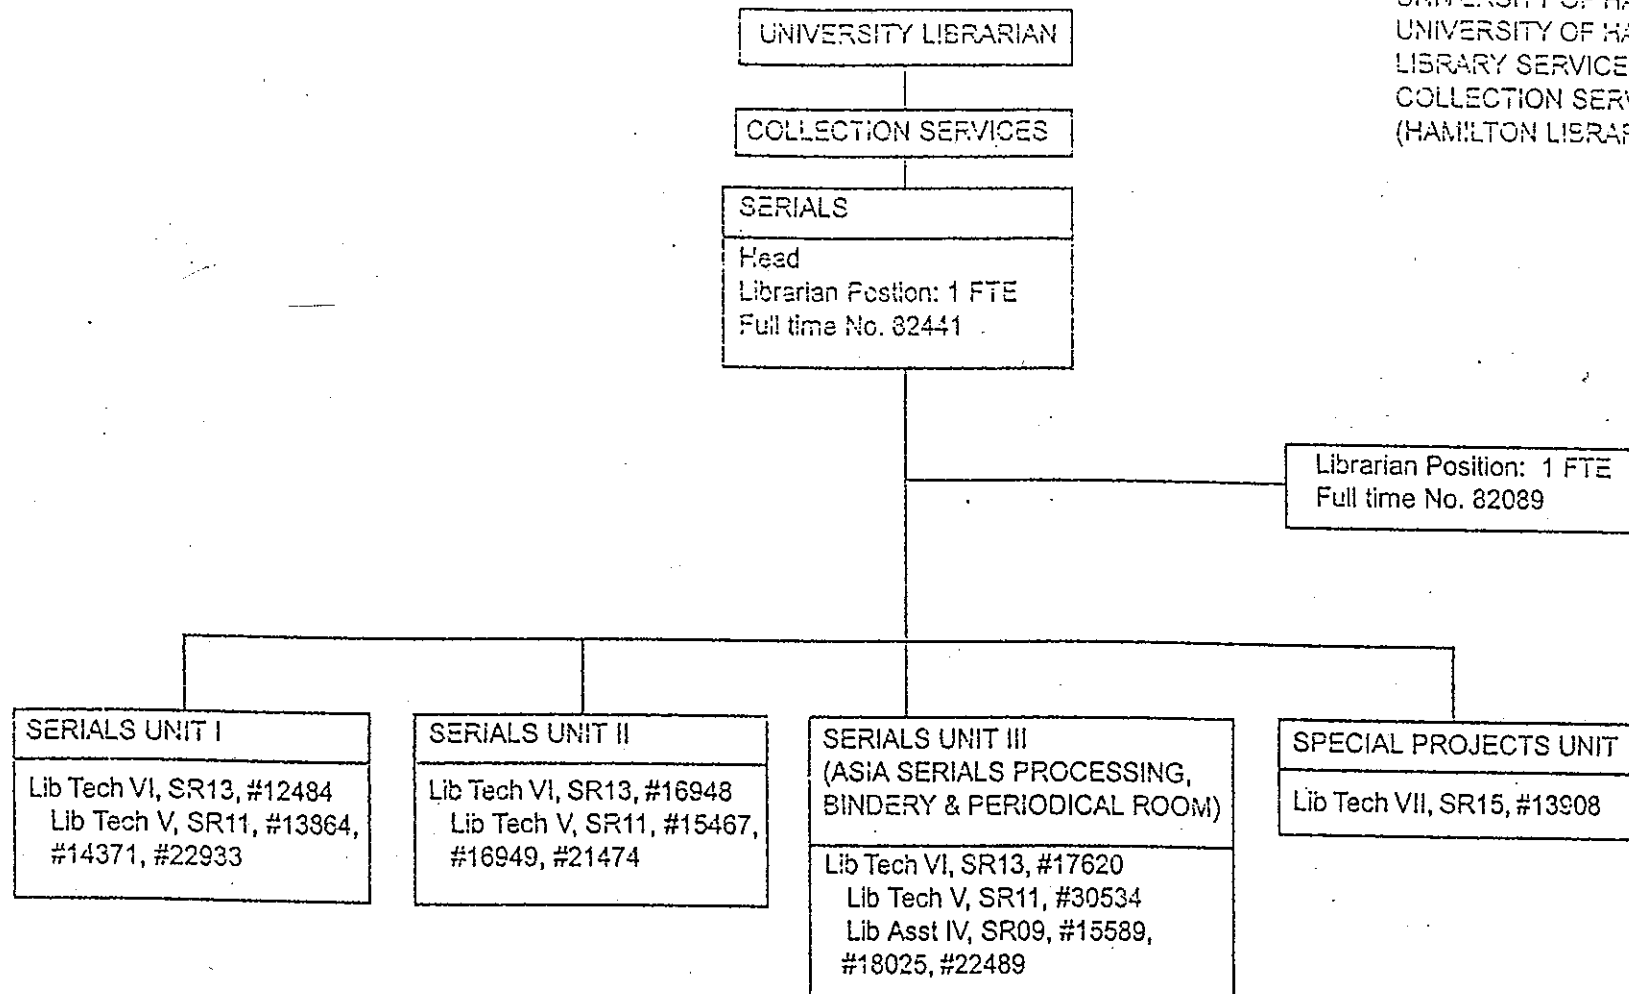 UNIVERSITY OF HA
UNIVERSITY OF HA
LIBRARY SERVICE
COLLECTION SERV
(HAMILTON LIBRAR
UNIVERSITY LIBRARIAN
COLLECTION SERVICES
SERIALS
Head
Librarian Postion: 1 FTE
Full time No. 82441
Librarian Position: 1 FTE
Full time No. 82089
SERIALS UNIT I
Lib Tech VI, SR13, #12484
Lib Tech V, SR11, #13864,
#14371, #22933
SERIALS UNIT II
Lib Tech VI, SR13, #16948
Lib Tech V, SR11, #15467,
#16949, #21474
SERIALS UNIT III
(ASIA SERIALS PROCESSING,
BINDERY & PERIODICAL ROOM)
Lib Tech VI, SR13, #17620
Lib Tech V, SR11, #30534
Lib Asst IV, SR09, #15589,
#18025, #22489
SPECIAL PROJECTS UNIT
Lib Tech VII, SR15, #13908